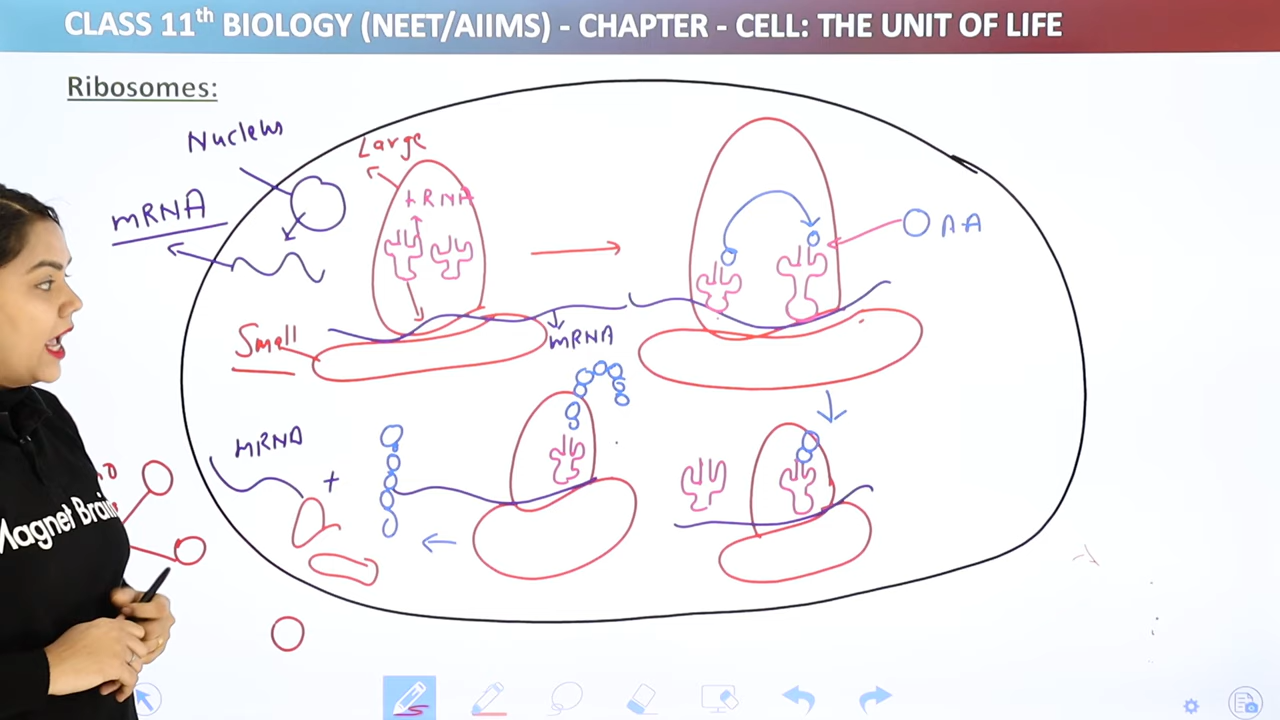 CLASS 11th BIOLOGY (NEET/AIIMS) - CHAPTER - CELL: THE UNIT OF LIFE
Ribosomes:
Nucleus
mRNA
Large
tRNA
AA
Small
mRNA
mRNA
+
Magnet Brain